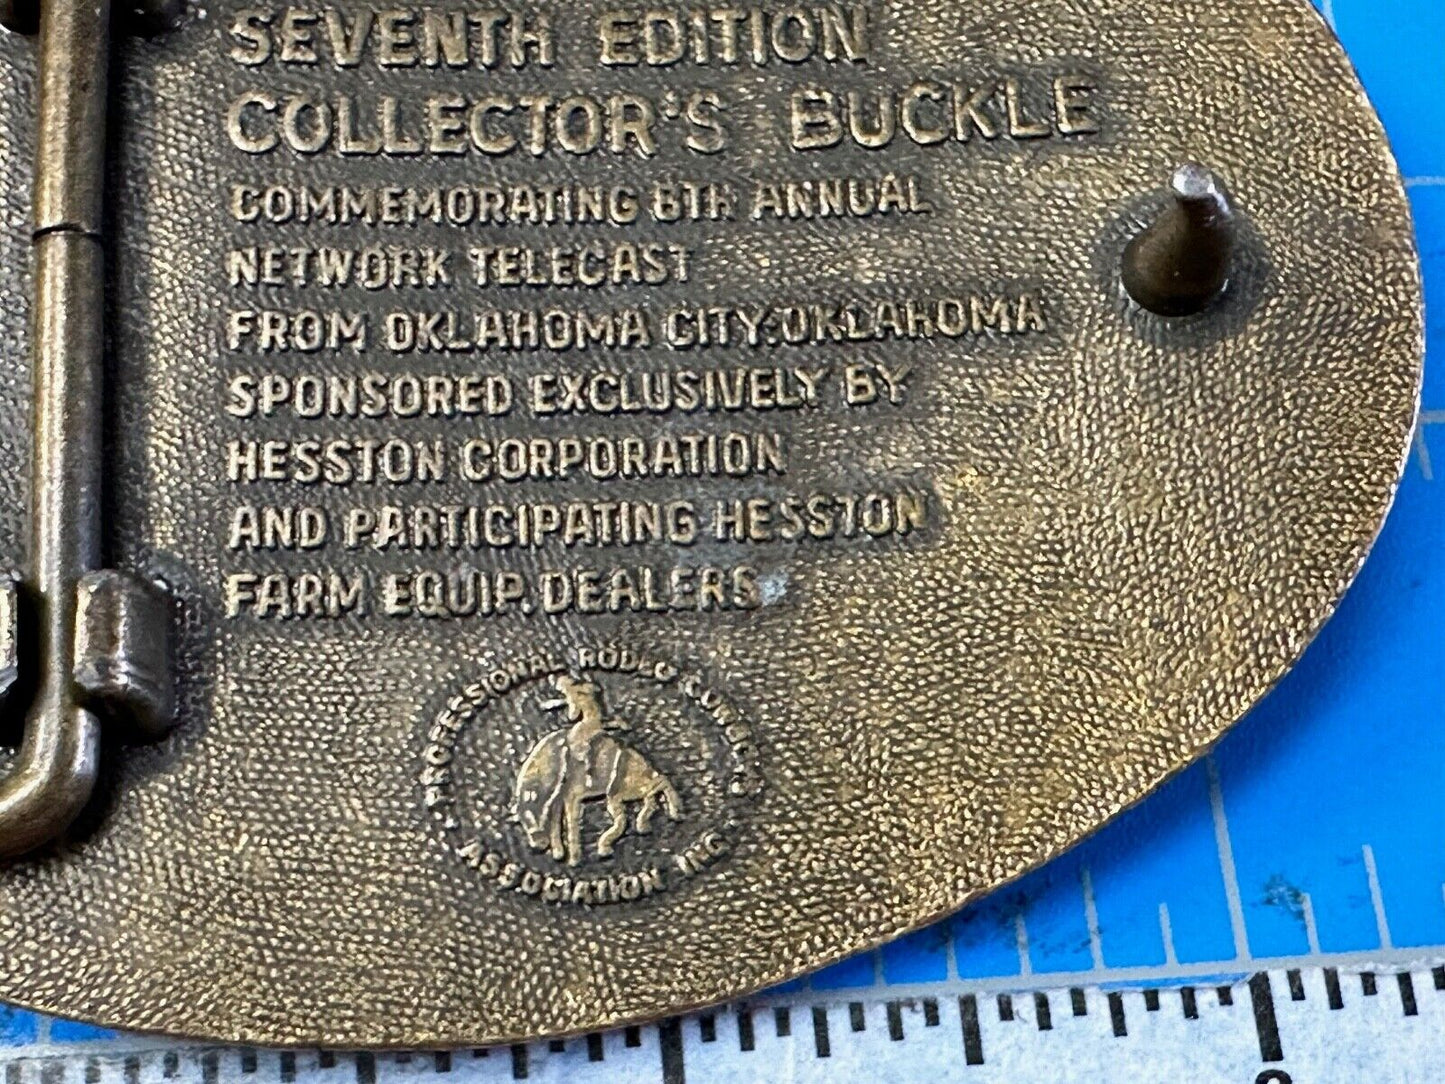 SEVENTH EDITION
COLLECTOR'S BUCKLE
COMMEMORATING 6TH ANNUAL
NETWORK TELECAST
FROM OKLAHOMA CITY, OKLAHOMA
SPONSORED EXCLUSIVELY BY
HESSTON CORPORATION
AND PARTICIPATING HESSTON
FARM EQUIP. DEALERS
PROFESSIONAL RODEO COWBOYS
ASSOCIATION INC.